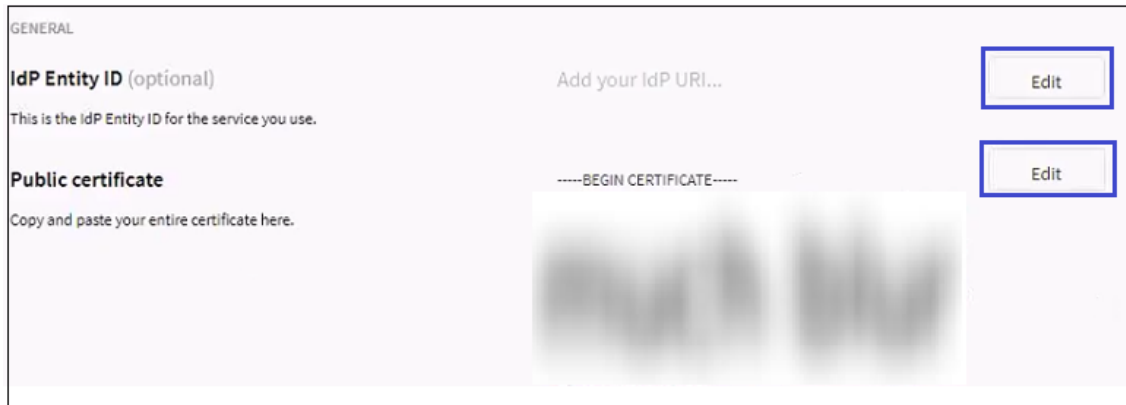 GENERAL
IdP Entity ID (optional)
Add your IdP URI...
Edit
This is the IdP Entity ID for the service you use.
Public certificate
-----BEGIN CERTIFICATE-----
Edit
Copy and paste your entire certificate here.